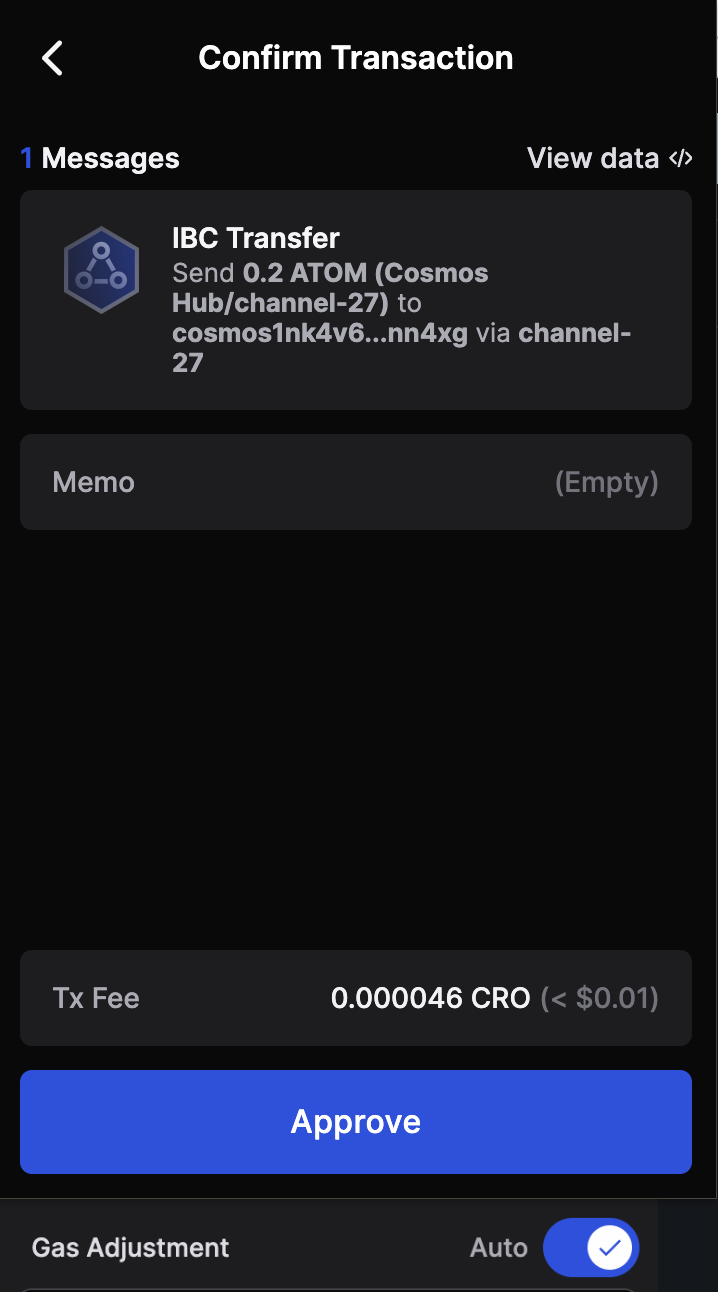 Confirm Transaction
1 Messages
View data </>
IBC Transfer
Send 0.2 ATOM (Cosmos
Hub/channel-27) to
cosmos1nk4v6...nn4xg via channel-
27
Memo
(Empty)
Tx Fee
0.000046 CRO (< $0.01)
Approve
Gas Adjustment
Auto